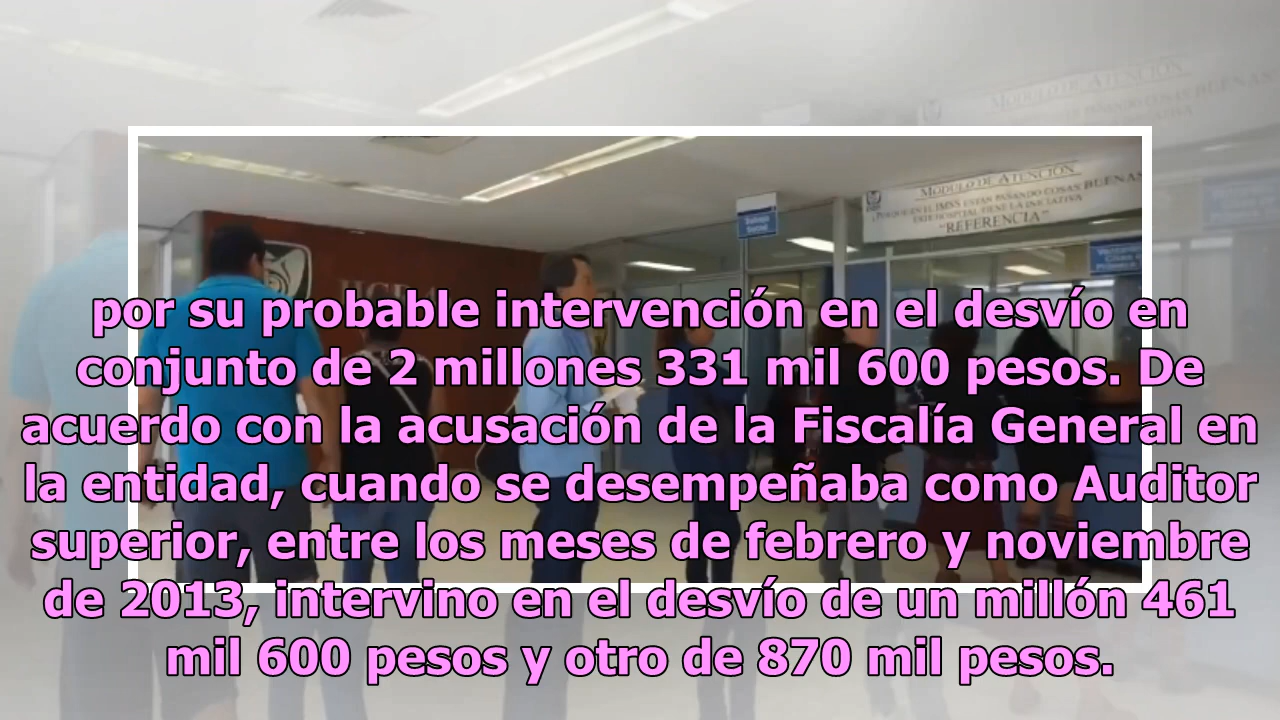 MODULO DE ATENCIÓN
"REFERENCIA"
por su probable intervención en el desvío en
conjunto de 2 millones 331 mil 600 pesos. De
acuerdo con la acusación de la Fiscalía General en
la entidad, cuando se desempeñaba como Auditor
superior, entre los meses de febrero y noviembre
de 2013, intervino en el desvío de un millón 461
mil 600 pesos y otro de 870 mil pesos.